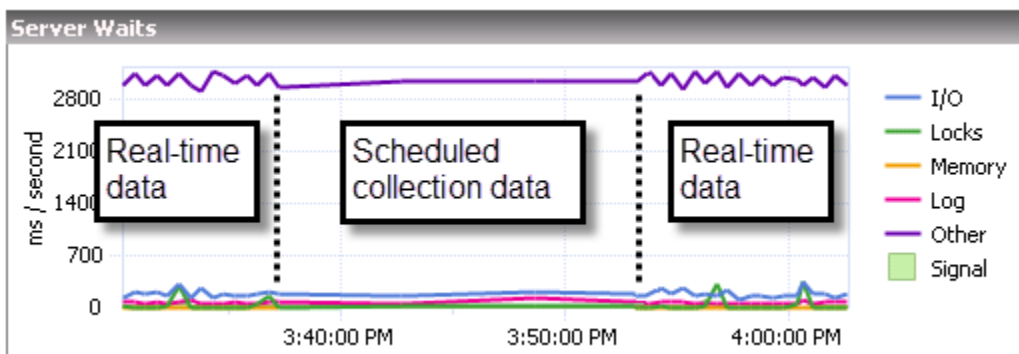 Server Waits
2800
2100
1400
700
0
ms / second
Real-time
data
Scheduled
collection data
Real-time
data
3:40:00 PM
3:50:00 PM
4:00:00 PM
I/O
Locks
Memory
Log
Other
Signal